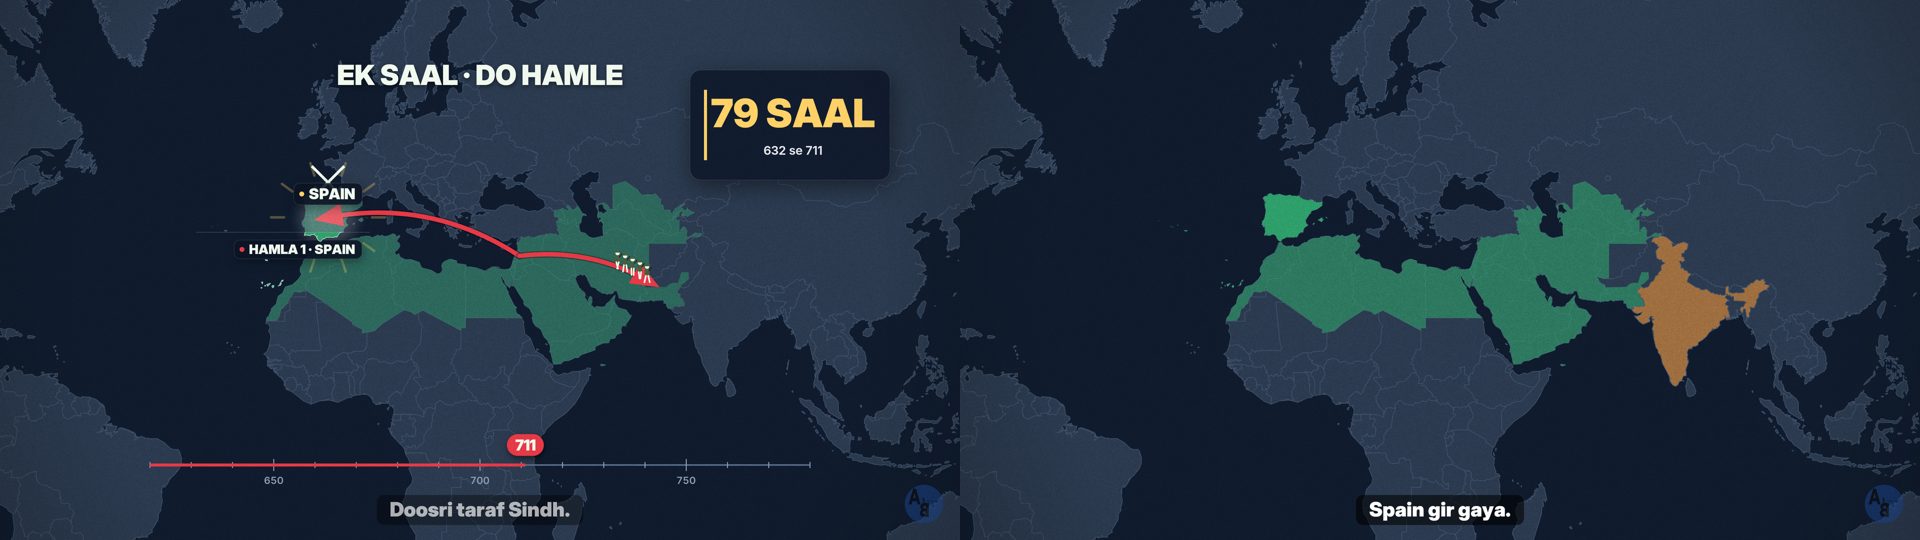 EK SAAL · DO HAMLE
79 SAAL
632 se 711
SPAIN
HAMLA 1 · SPAIN
711
650
700
750
Doosri taraf Sindh.
A
B
Spain gir gaya.
A
B